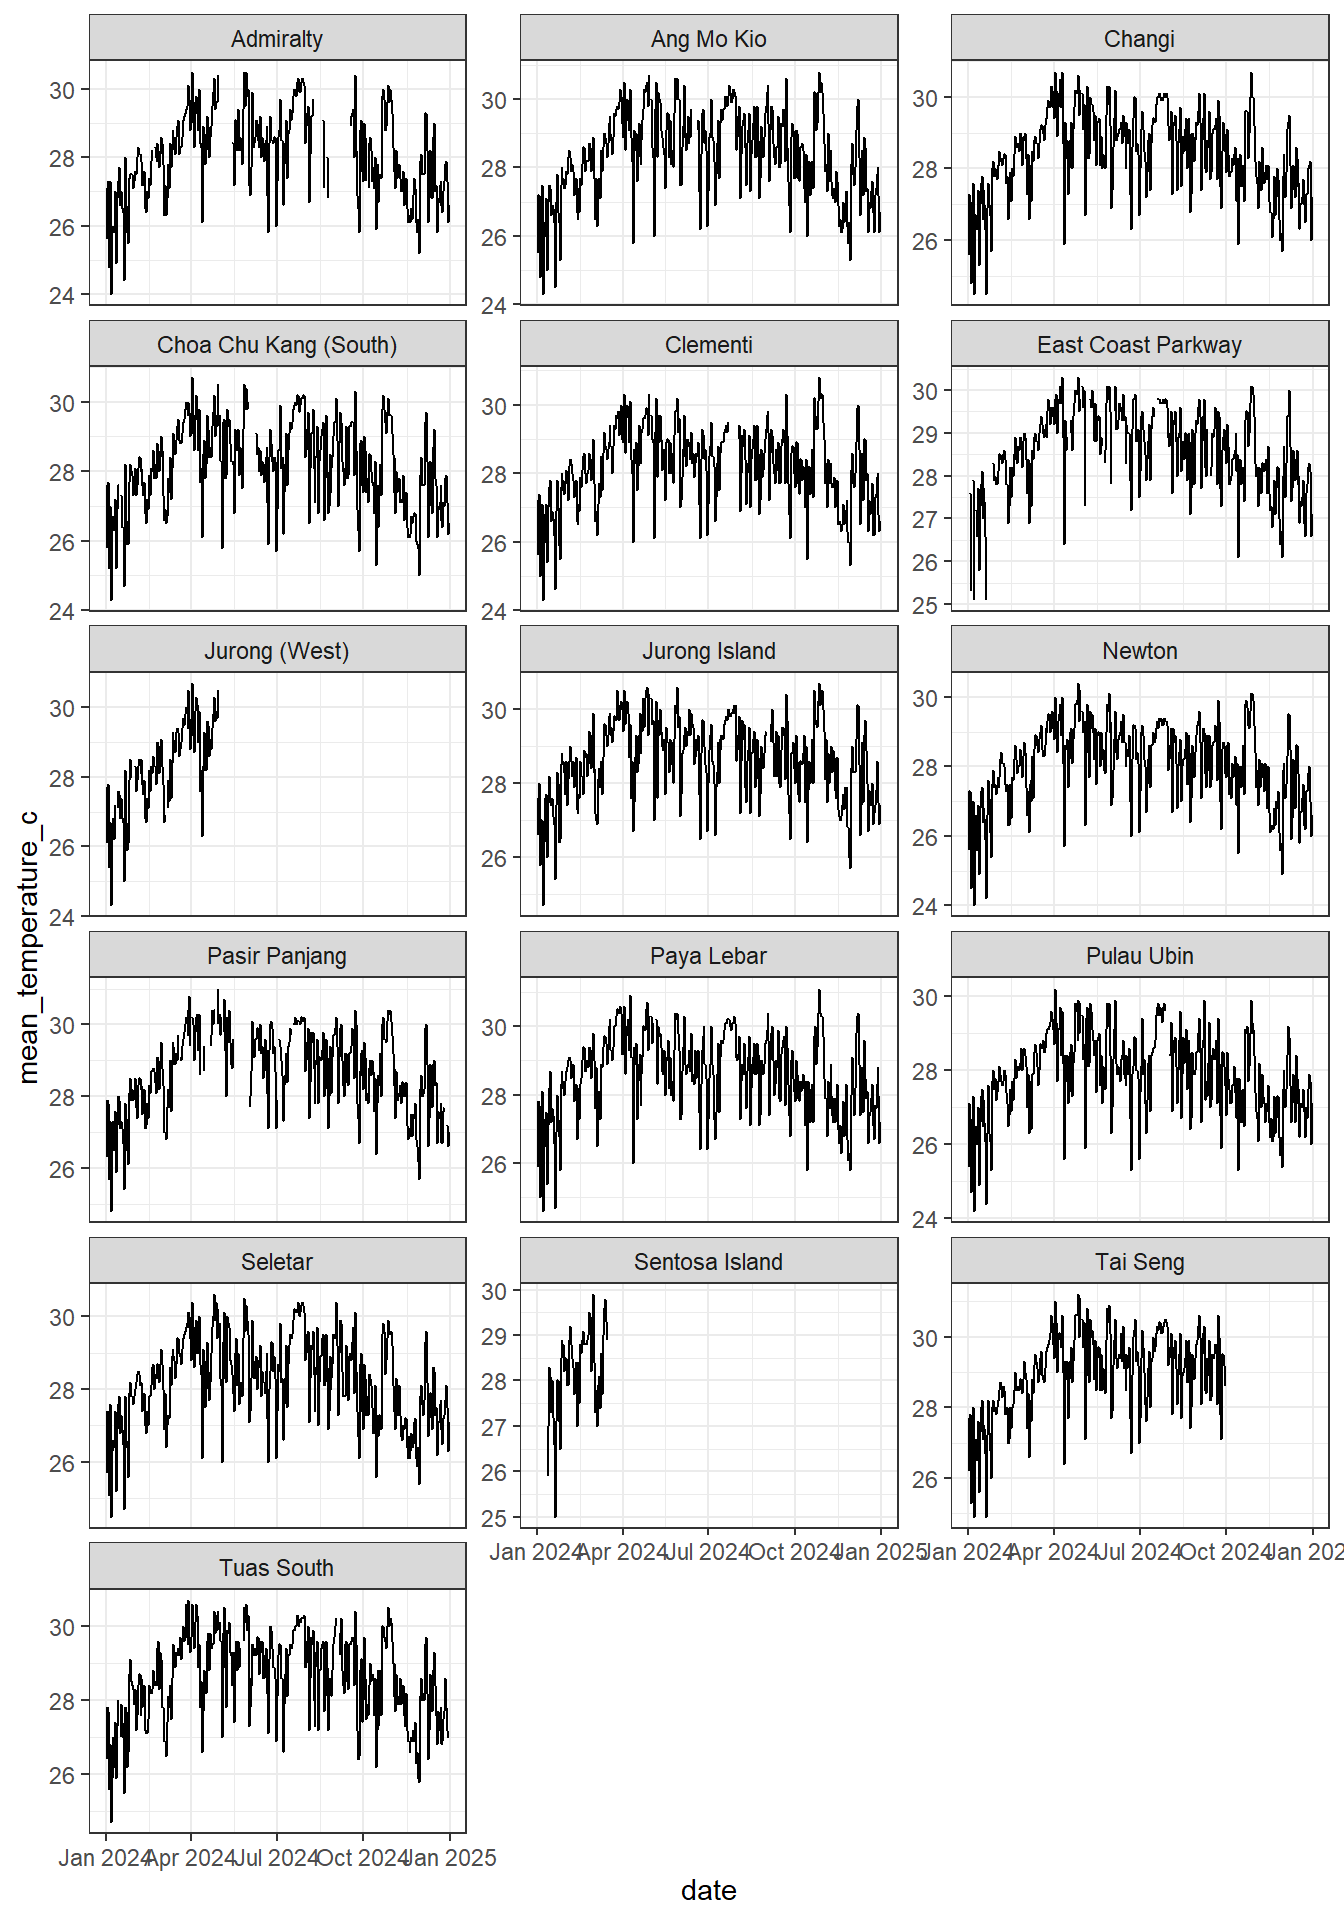 Admiralty Ang Mo Kio Changi
30 30 30
28 28 28
26 26 26
24 24
Choa Chu Kang (South) Clementi East Coast Parkway
30 30 30
29
28 28 28
27
26 26 26
25
24 24
Jurong (West) Jurong Island Newton
30 30 30
28 28 28
26 26 26
24 24
Pasir Panjang Paya Lebar Pulau Ubin
30 30 30
28 28 28
26 26 26
24
Seletar Sentosa Island Tai Seng
30 30 30
29
28 28 28
27
26 26 26
25
Jan 2024 Apr 2024 Jul 2024 Oct 2024 Jan 2025 Jan 2024 Apr 2024 Jul 2024 Oct 2024 Jan 202
Tuas South
30
28
26
Jan 2024 Apr 2024 Jul 2024 Oct 2024 Jan 2025
date
mean_temperature_c